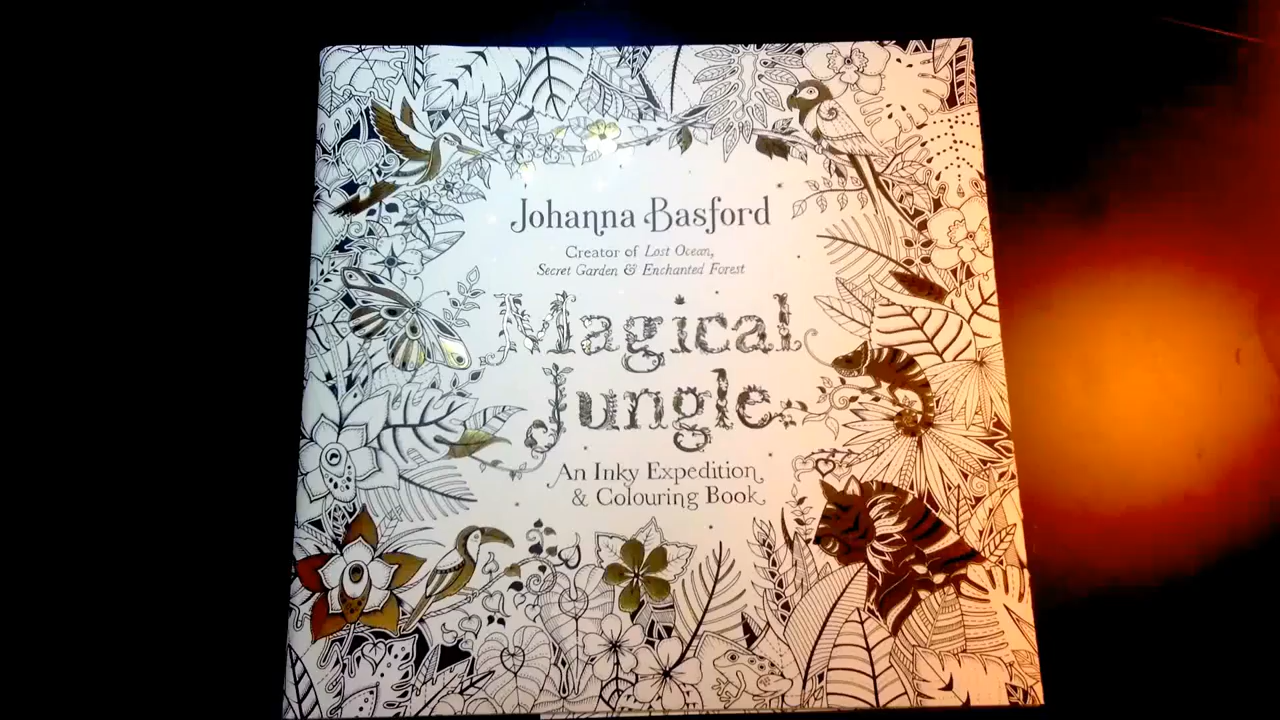 Johanna Basford
Creator of Lost Ocean,
Secret Garden & Enchanted Forest
Magical
Jungle
An Inky Expedition
& Colouring Book